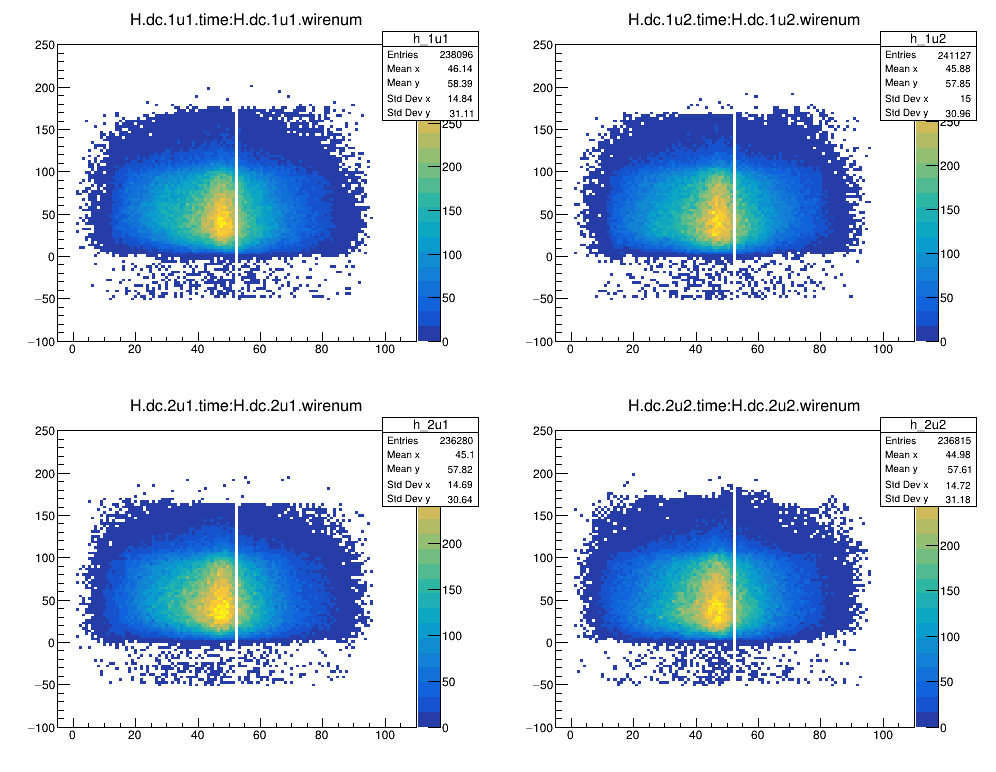 H.dc.1u1.time:H.dc.1u1.wirenum
h_1u1
Entries 238096
Mean x 46.14
Mean y 58.39
Std Dev x 14.84
Std Dev y 31.11
250
200
150
100
50
0
−50
−100
0 20 40 60 80 100
250
200
150
100
50
0
H.dc.1u2.time:H.dc.1u2.wirenum
h_1u2
Entries 241127
Mean x 45.88
Mean y 57.85
Std Dev x 15
Std Dev y 30.96
250
200
150
100
50
0
−50
−100
0 20 40 60 80 100
250
200
150
100
50
0
H.dc.2u1.time:H.dc.2u1.wirenum
h_2u1
Entries 236280
Mean x 45.1
Mean y 57.82
Std Dev x 14.69
Std Dev y 30.64
250
200
150
100
50
0
−50
−100
0 20 40 60 80 100
200
150
100
50
0
H.dc.2u2.time:H.dc.2u2.wirenum
h_2u2
Entries 236815
Mean x 44.98
Mean y 57.61
Std Dev x 14.72
Std Dev y 31.18
250
200
150
100
50
0
−50
−100
0 20 40 60 80 100
200
150
100
50
0